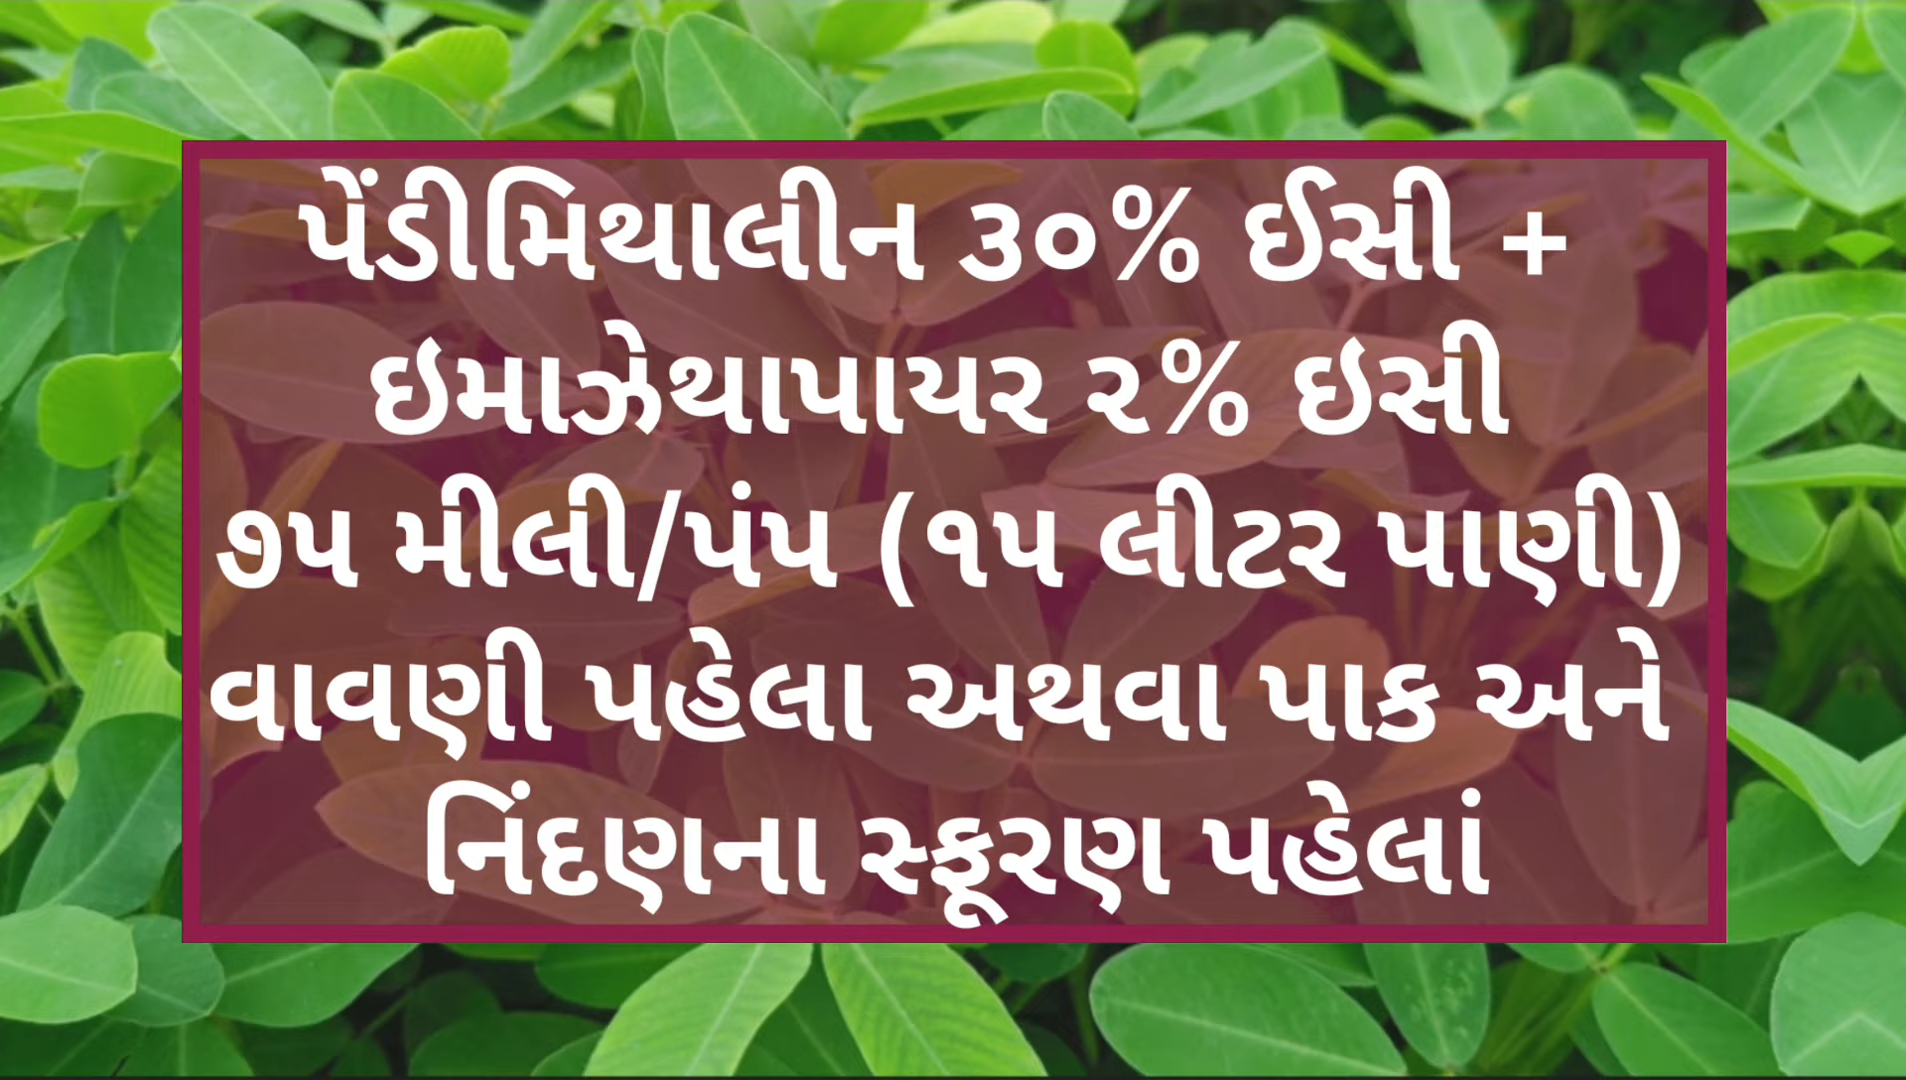 પેંડીમિથાલીન ૩૦% ઈસી +
ઇમાઝેથાપાયર ૨% ઇસી
૭૫ મીલી/પંપ (૧૫ લીટર પાણી)
વાવણી પહેલા અથવા પાક અને
નિંદણના સ્ફૂરણ પહેલાં